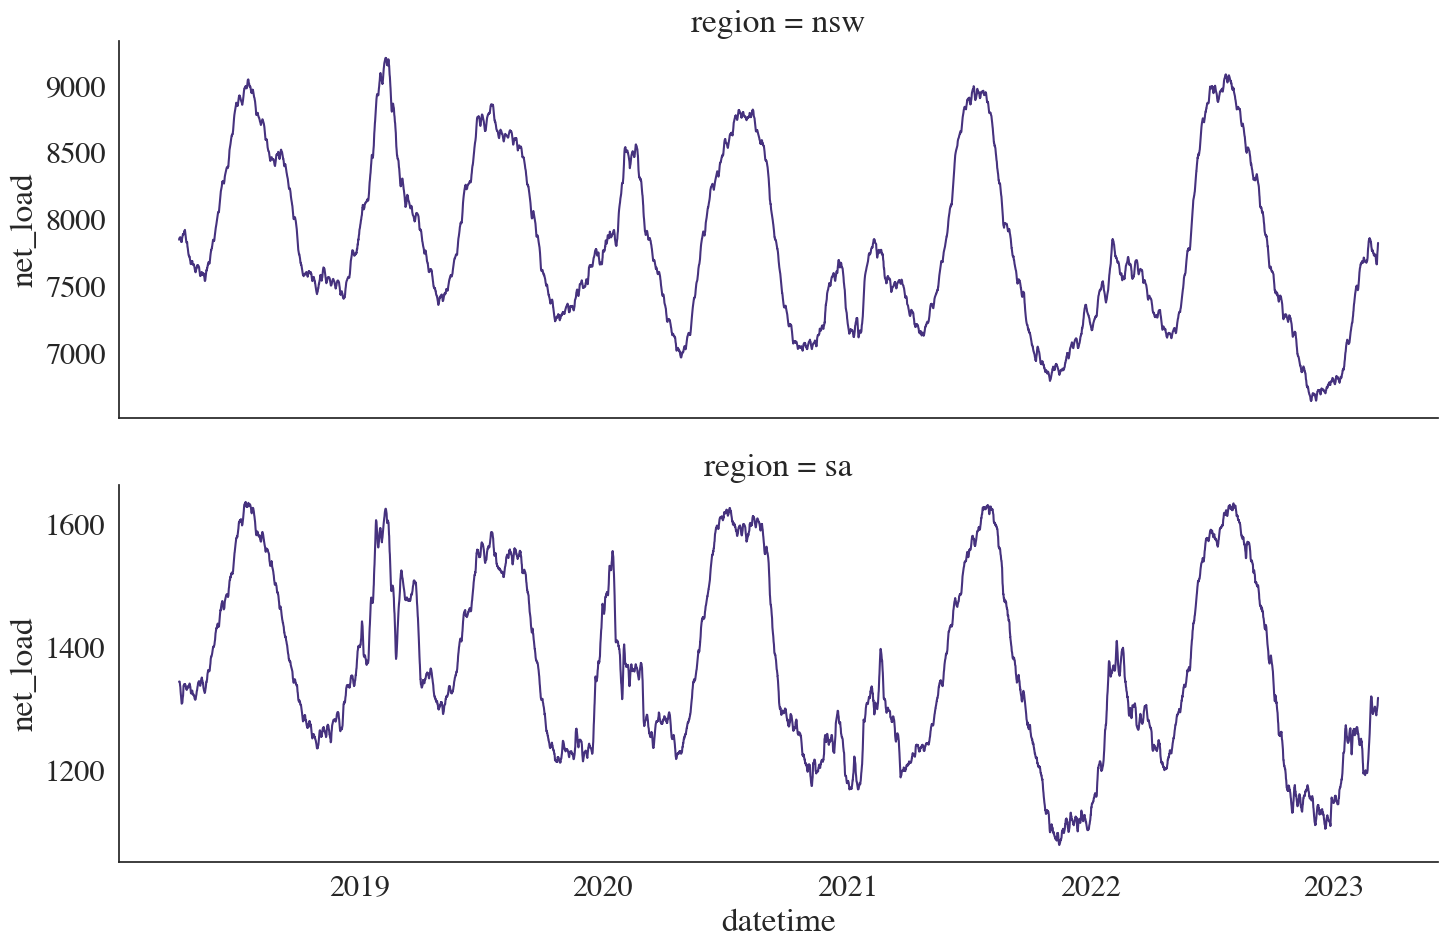 region = nsw
9000
8500
8000
7500
7000
net_load
region = sa
1600
1400
1200
net_load
2019 2020 2021 2022 2023
datetime